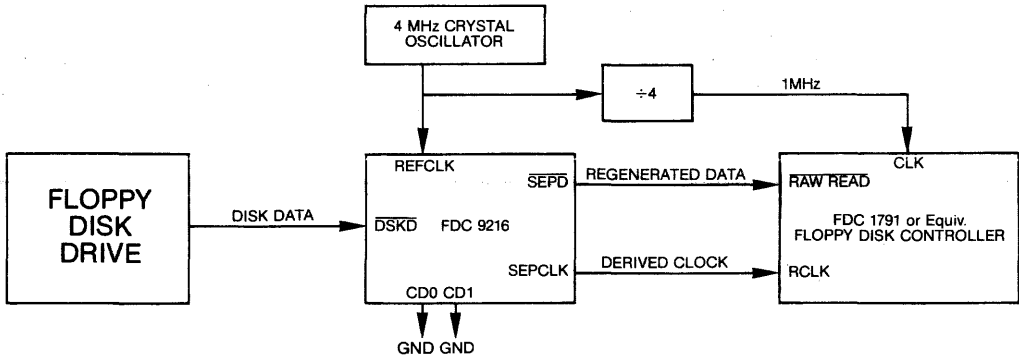 4 MHz CRYSTAL
OSCILLATOR
÷4
1MHz
REFCLK
CLK
FLOPPY
DISK
DRIVE
DISK DATA
DSKD
FDC 9216
SEPD
REGENERATED DATA
RAW READ
FDC 1791 or Equiv.
FLOPPY DISK CONTROLLER
SEPCLK
DERIVED CLOCK
RCLK
CD0 CD1
GND GND